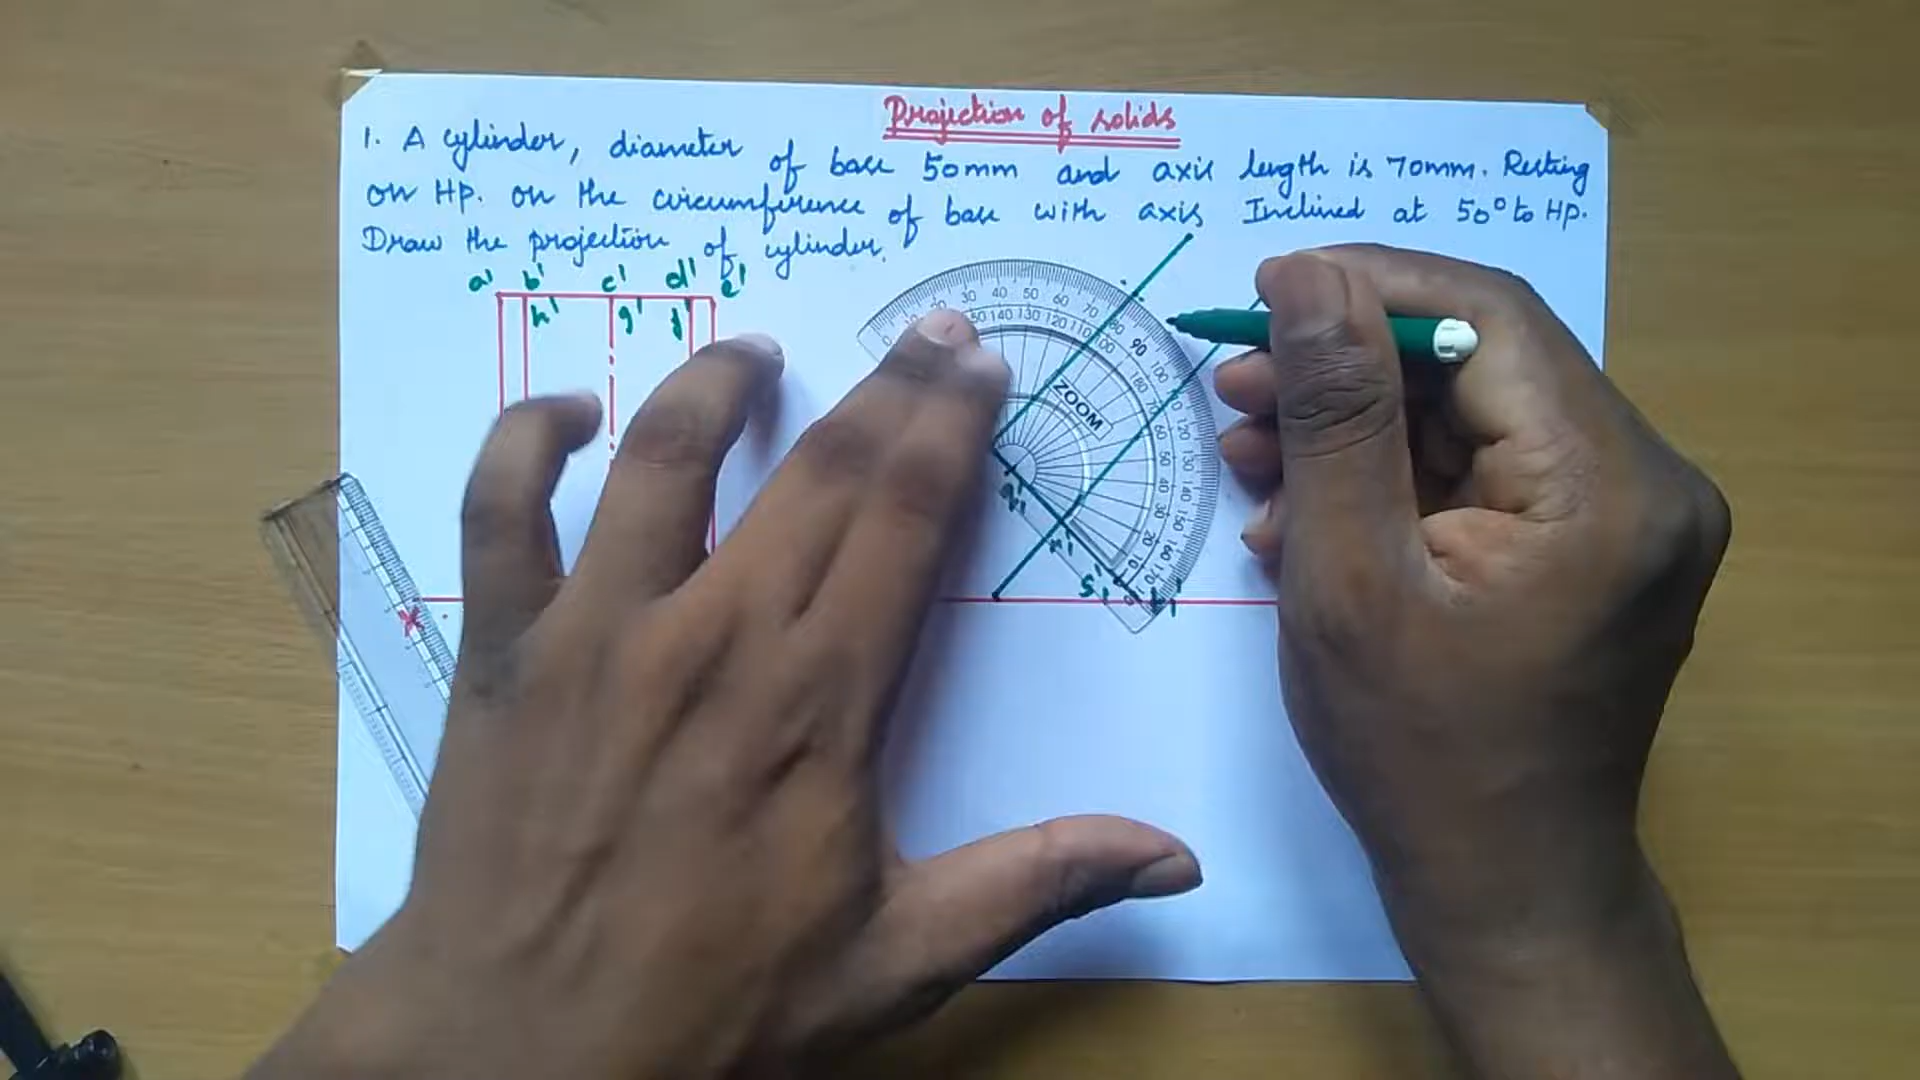 Projection of solids
1. A cylinder, diameter of base 50mm and axis length is 70mm. Resting
on HP. on the circumference of base with axis Inclined at 50° to HP.
Draw the projection of cylinder.
a' b' c' d' e'
h' g' f'
ZOOM
X